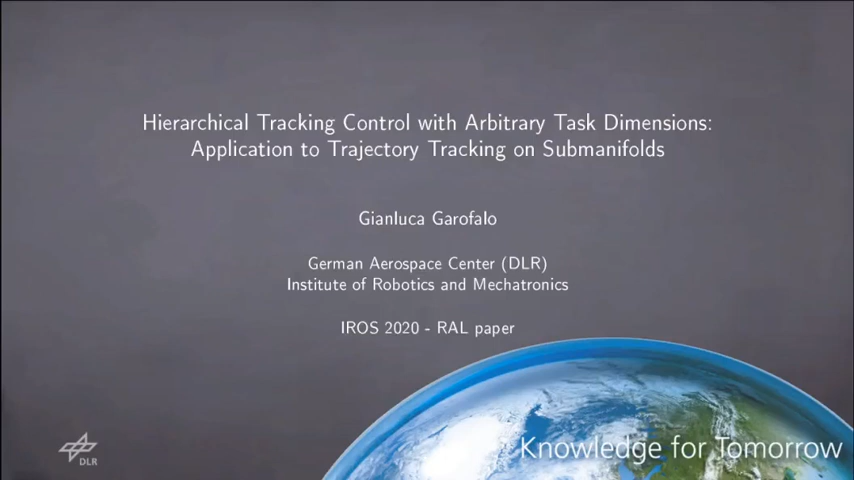 Hierarchical Tracking Control with Arbitrary Task Dimensions:
Application to Trajectory Tracking on Submanifolds
Gianluca Garofalo
German Aerospace Center (DLR)
Institute of Robotics and Mechatronics
IROS 2020 - RAL paper
Knowledge for Tomorrow
DLR